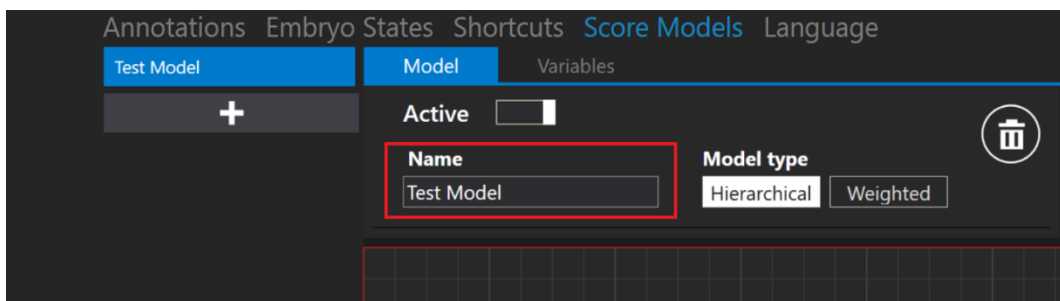 Annotations Embryo States Shortcuts Score Models Language
Test Model
Model Variables
Active
Name
Model type
Test Model
Hierarchical Weighted